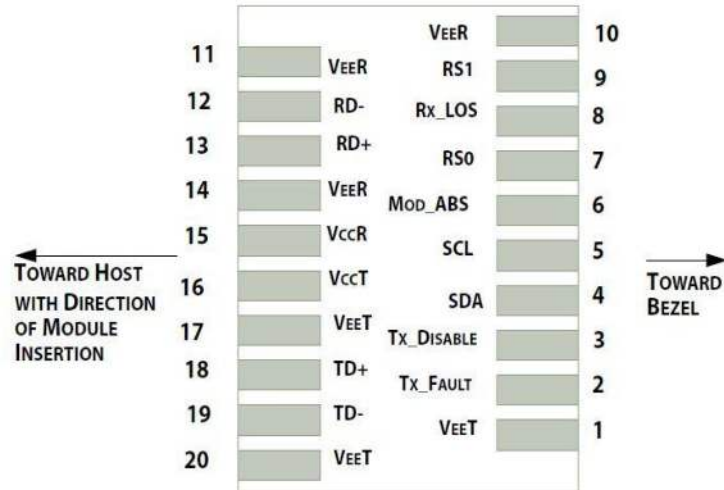 11 VEER
12 RD-
13 RD+
14 VEER
15 VCCR
16 VCCT
17 VEET
18 TD+
19 TD-
20 VEET
VEER 10
RS1 9
RX_LOS 8
RS0 7
MOD_ABS 6
SCL 5
SDA 4
TX_DISABLE 3
TX_FAULT 2
VEET 1
TOWARD HOST
WITH DIRECTION
OF MODULE
INSERTION
TOWARD
BEZEL